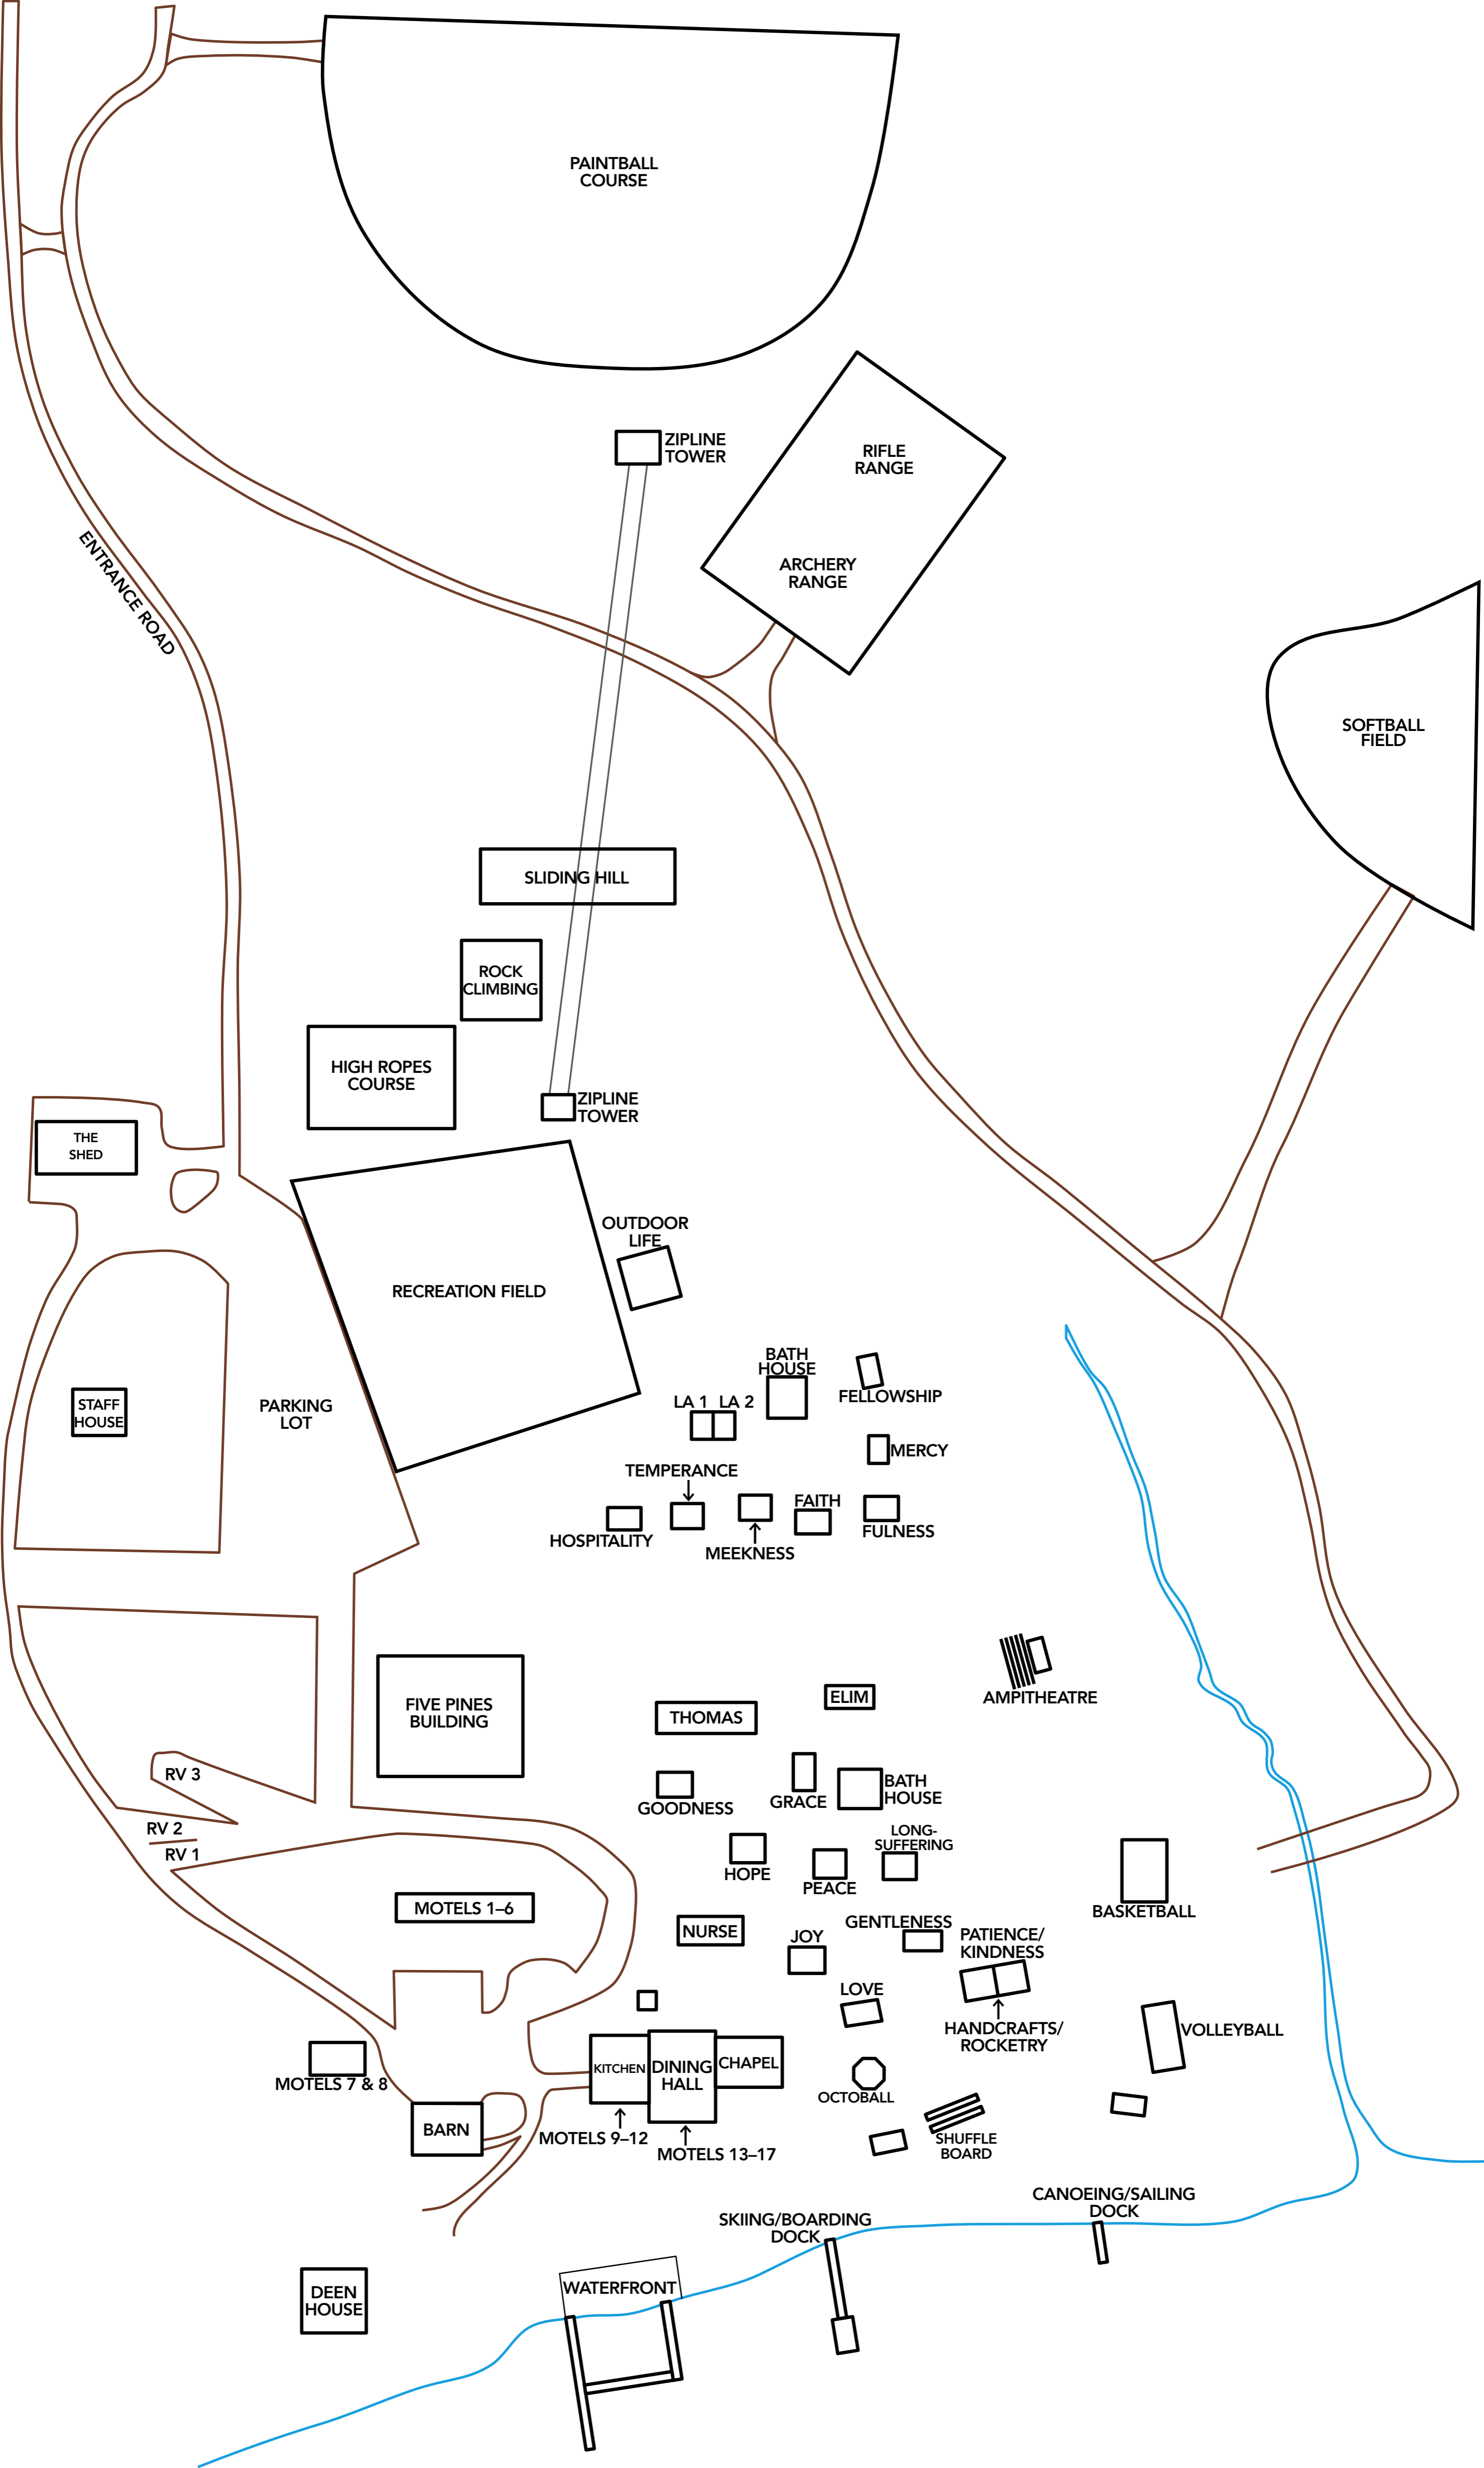 PAINTBALL
COURSE
ZIPLINE
TOWER
RIFLE
RANGE
ARCHERY
RANGE
ENTRANCE ROAD
SOFTBALL
FIELD
SLIDING HILL
ROCK
CLIMBING
HIGH ROPES
COURSE
ZIPLINE
TOWER
THE
SHED
OUTDOOR
LIFE
RECREATION FIELD
BATH
HOUSE
FELLOWSHIP
LA 1 LA 2
STAFF
HOUSE
PARKING
LOT
MERCY
TEMPERANCE
FAITH
HOSPITALITY
MEEKNESS
FULNESS
AMPITHEATRE
ELIM
THOMAS
FIVE PINES
BUILDING
RV 3
GOODNESS
GRACE
BATH
HOUSE
RV 2
RV 1
LONG-
SUFFERING
HOPE
PEACE
MOTELS 1–6
BASKETBALL
NURSE
JOY
GENTLENESS
PATIENCE/
KINDNESS
LOVE
HANDCRAFTS/
ROCKETRY
VOLLEYBALL
MOTELS 7 & 8
KITCHEN
DINING
HALL
CHAPEL
OCTOBALL
BARN
MOTELS 9–12
MOTELS 13–17
SHUFFLE
BOARD
CANOEING/SAILING
DOCK
SKIING/BOARDING
DOCK
WATERFRONT
DEEN
HOUSE